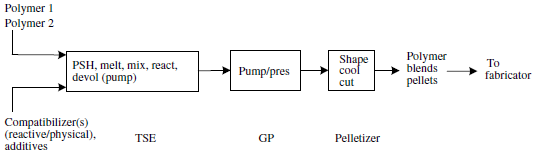 Polymer 1
Polymer 2
PSH, melt, mix, react,
devol (pump)
Pump/pres
Shape
cool
cut
Polymer
blends
pellets
To
fabricator
Compatibilizer(s)
(reactive/physical),
additives
TSE
GP
Pelletizer